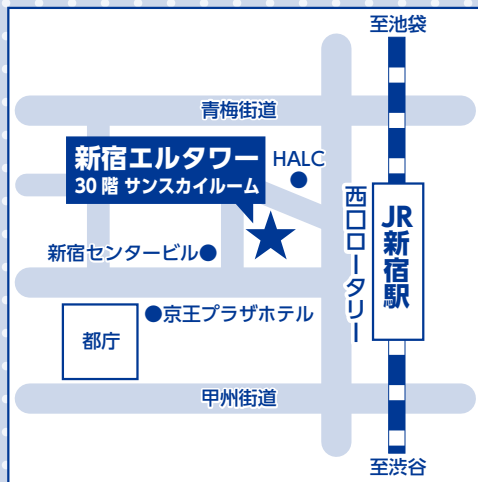 至池袋
青梅街道
新宿エルタワー
30階 サンスカイルーム
HALC
西口ロータリー
JR新宿駅
新宿センタービル
京王プラザホテル
都庁
甲州街道
至渋谷